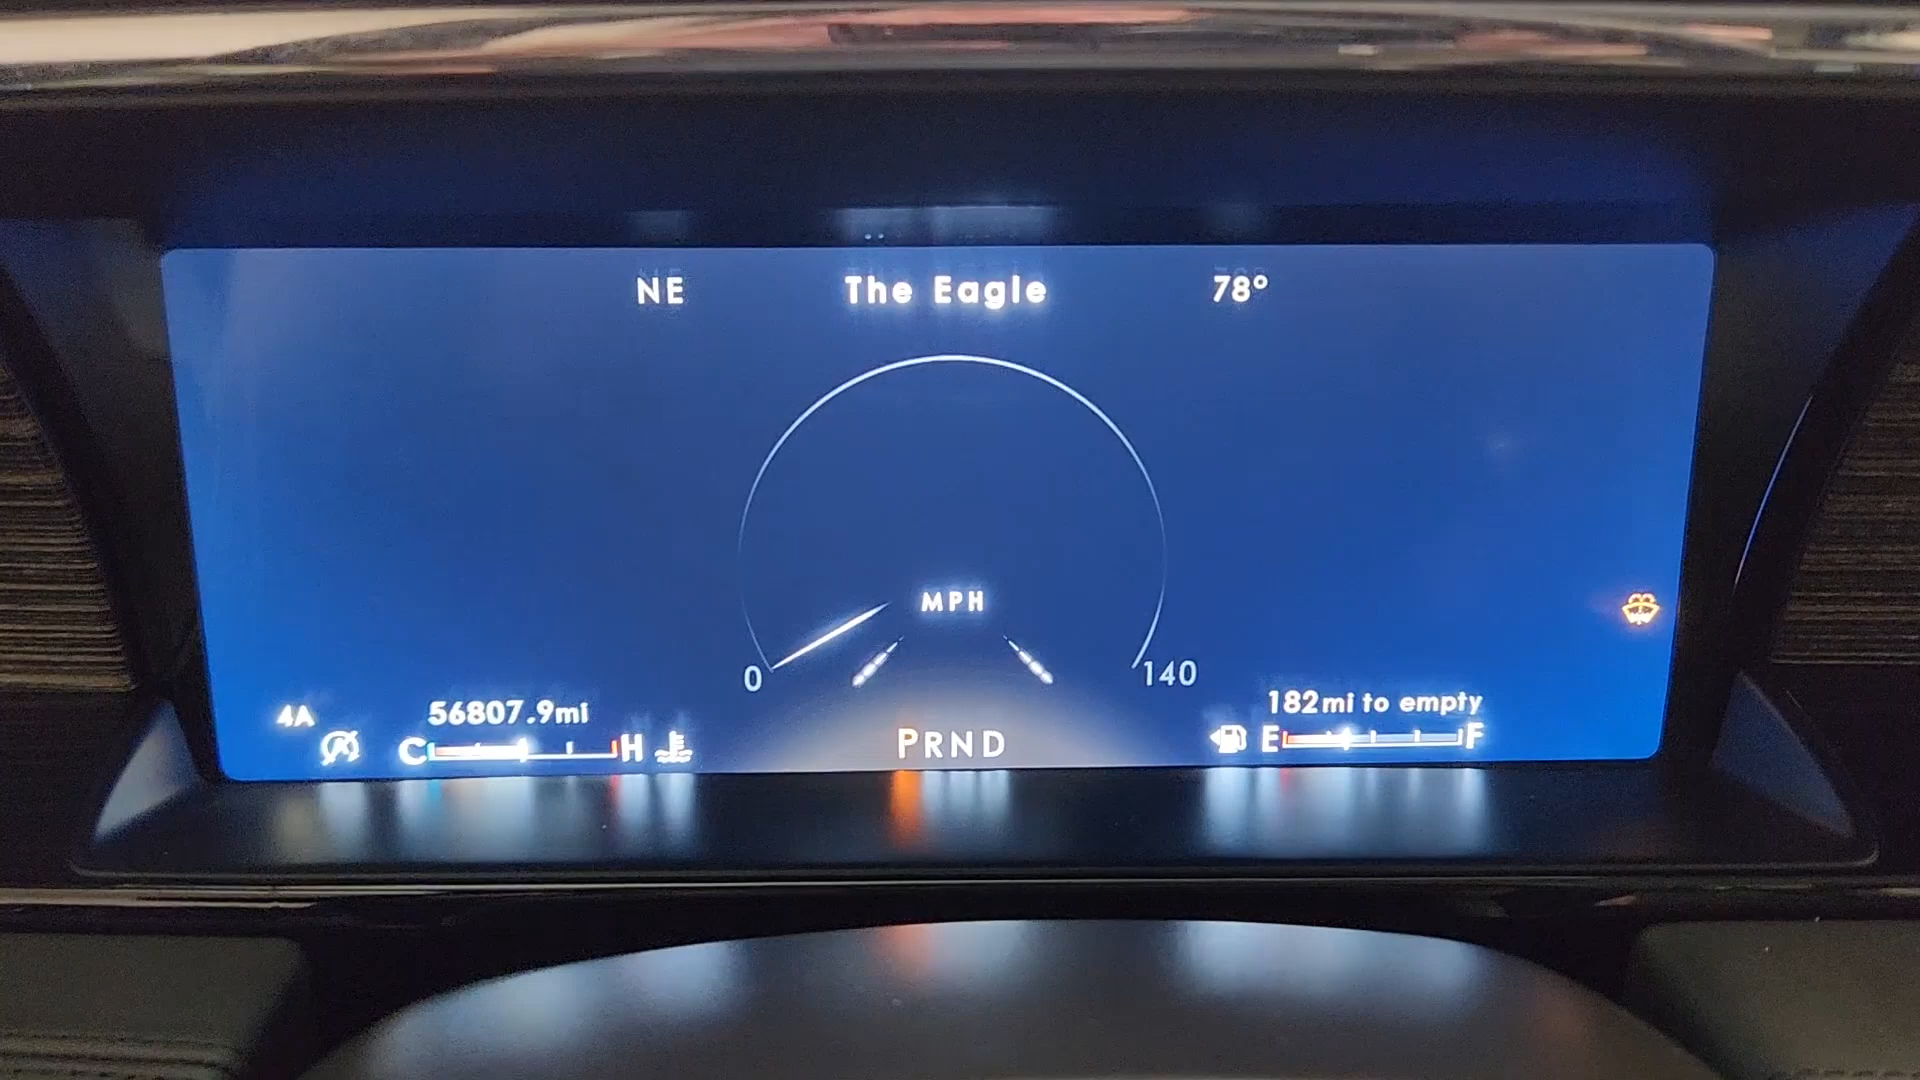 NE The Eagle 78°
MPH
0 140
4A 56807.9mi 182mi to empty
C H PRND E F